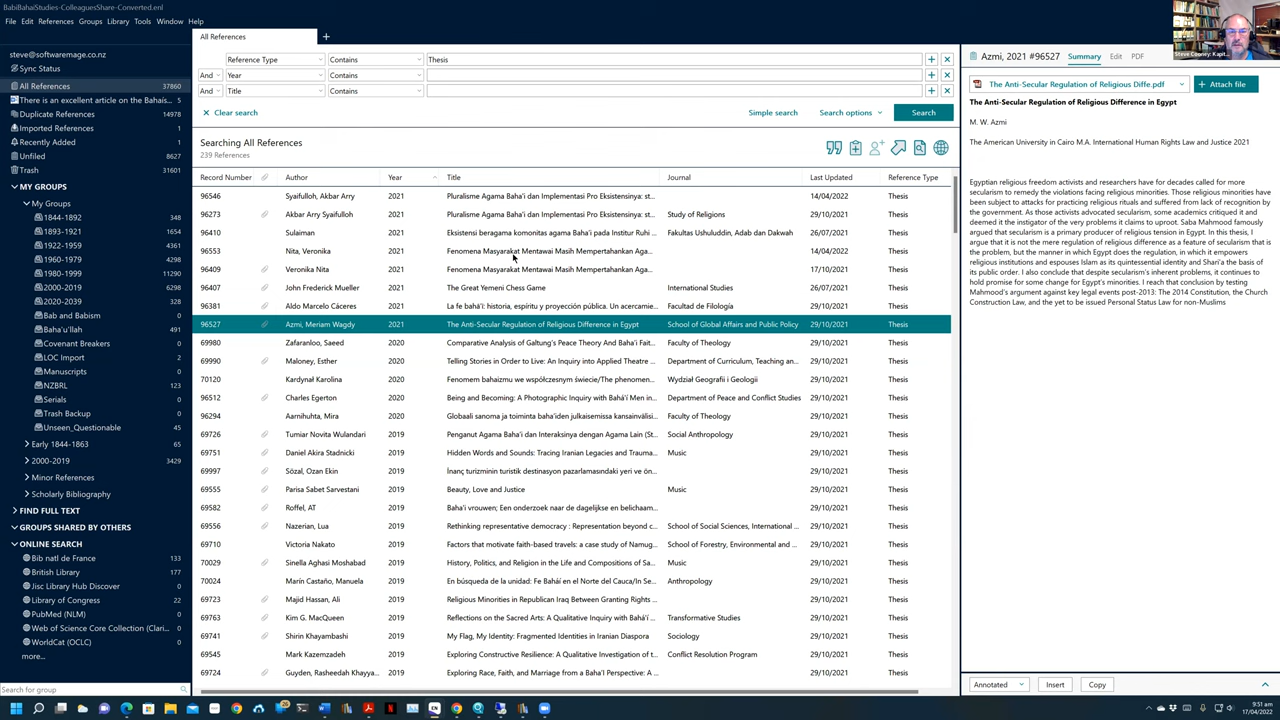 BabiBahaiStudies-ColleaguesShare-Converted.enl
File Edit References Groups Library Tools Window Help
steve@softwaremage.co.nz
Sync Status
All References 37860
There is an excellent article on the Bahaís... 5
Duplicate References 14978
Imported References 1
Recently Added 1
Unfiled 8627
Trash 31601
MY GROUPS
My Groups
1844-1892 348
1893-1921 1654
1922-1959 4361
1960-1979 4298
1980-1999 11290
2000-2019 6298
2020-2039 328
Bab and Babism 0
Baha'u'llah 491
Covenant Breakers 0
LOC Import 2
Manuscripts 0
NZBRL 123
Serials 0
Trash Backup 0
Unseen_Questionable 45
Early 1844-1863 65
2000-2019 3429
Minor References
Scholarly Bibliography
FIND FULL TEXT
GROUPS SHARED BY OTHERS
ONLINE SEARCH
Bib natl de France 133
British Library 177
Jisc Library Hub Discover 0
Library of Congress 22
PubMed (NLM) 0
Web of Science Core Collection (Clari... 0
WorldCat (OCLC) 0
more...
Search for group
All References
Reference Type Contains Thesis
And Year Contains
And Title Contains
Clear search Simple search Search options Search
Searching All References
239 References
Record Number Author Year Title Journal Last Updated Reference Type
96546 Syaifulloh, Akbar Arry 2021 Pluralisme Agama Baha'i dan Implementasi Pro Eksistensinya: st... 14/04/2022 Thesis
96273 Akbar Arry Syaifulloh 2021 Pluralisme Agama Baha'i dan Implementasi Pro Eksistensinya: st... Study of Religions 29/10/2021 Thesis
96410 Sulaiman 2021 Eksistensi beragama komonitas agama Baha'i pada Institur Ruhi ... Fakultas Ushuluddin, Adab dan Dakwah 26/07/2021 Thesis
96553 Nita, Veronika 2021 Fenomena Masyarakat Mentawai Masih Mempertahankan Aga... 14/04/2022 Thesis
96409 Veronika Nita 2021 Fenomena Masyarakat Mentawai Masih Mempertahankan Aga... 17/10/2021 Thesis
96407 John Frederick Mueller 2021 The Great Yemeni Chess Game International Studies 26/07/2021 Thesis
96381 Aldo Marcelo Cáceres 2021 La fe bahá'í: historia, espíritu y proyección pública. Un acercamie... Facultad de Filología 29/10/2021 Thesis
96527 Azmi, Meriam Wagdy 2021 The Anti-Secular Regulation of Religious Difference in Egypt School of Global Affairs and Public Policy 29/10/2021 Thesis
69980 Zafaranloo, Saeed 2020 Comparative Analysis of Galtung's Peace Theory And Baha'i Fait... Faculty of Theology 29/10/2021 Thesis
69990 Maloney, Esther 2020 Telling Stories in Order to Live: An Inquiry into Applied Theatre ... Department of Curriculum, Teaching an... 29/10/2021 Thesis
70120 Kardynał Karolina 2020 Fenomem bahaizmu we współczesnym świecie/The phenomen... Wydział Geografii i Geologii 29/10/2021 Thesis
96512 Charles Egerton 2020 Being and Becoming: A Photographic Inquiry with Bahá'í Men in... Department of Peace and Conflict Studies 29/10/2021 Thesis
96294 Aarnihuhta, Mira 2020 Globaali sanoma ja toiminta baha'iden julkaisemissa kansainvälisi... Faculty of Theology 29/10/2021 Thesis
69726 Tumiar Novita Wulandari 2019 Penganut Agama Baha'i dan Interaksinya dengan Agama Lain (St... Social Anthropology 29/10/2021 Thesis
69751 Daniel Akira Stadnicki 2019 Hidden Words and Sounds: Tracing Iranian Legacies and Trauma... Music 29/10/2021 Thesis
69997 Sözal, Ozan Ekin 2019 İnanç turizminin turistik destinasyon pazarlamasındaki yeri ve ön... 29/10/2021 Thesis
69555 Parisa Sabet Sarvestani 2019 Beauty, Love and Justice Music 29/10/2021 Thesis
69582 Roffel, AT 2019 Baha'i vrouwen; Een onderzoek naar de dagelijkse en belichaam... 29/10/2021 Thesis
69556 Nazerian, Lua 2019 Rethinking representative democracy : Representation beyond c... School of Social Sciences, International ... 29/10/2021 Thesis
69710 Victoria Nakato 2019 Factors that motivate faith-based travels: a case study of Namug... School of Forestry, Environmental and ... 29/10/2021 Thesis
70029 Sinella Aghasi Moshabad 2019 History, Politics, and Religion in the Life and Compositions of Sa... Music 29/10/2021 Thesis
70024 Marín Castaño, Manuela 2019 En búsqueda de la unidad: Fe Baháí en el Norte del Cauca/In Se... Anthropology 29/10/2021 Thesis
69723 Majid Hassan, Ali 2019 Religious Minorities in Republican Iraq Between Granting Rights ... 29/10/2021 Thesis
69763 Kim G. MacQueen 2019 Reflections on the Sacred Arts: A Qualitative Inquiry with Bahá'í ... Transformative Studies 29/10/2021 Thesis
69741 Shirin Khayambashi 2019 My Flag, My Identity: Fragmented Identities in Iranian Diaspora Sociology 29/10/2021 Thesis
69545 Mark Kazemzadeh 2019 Exploring Constructive Resilience: A Qualitative Investigation of t... Conflict Resolution Program 29/10/2021 Thesis
69724 Guyden, Rasheedah Khayya... 2019 Exploring Race, Faith, and Marriage from a Bahá'í Perspective: A ... 29/10/2021 Thesis
Azmi, 2021 #96527 Summary Edit PDF
The Anti-Secular Regulation of Religious Diffe.pdf Attach file
The Anti-Secular Regulation of Religious Difference in Egypt
M. W. Azmi
The American University in Cairo M.A. International Human Rights Law and Justice 2021
Egyptian religious freedom activists and researchers have for decades called for more
secularism to remedy the violations facing religious minorities. Those religious minorities have
been subject to attacks for practicing religious rituals and suffered from lack of recognition by
the government. As those activists advocated secularism, some academics critiqued it and
deemed it the instigator of the very problems it claims to uproot. Saba Mahmood famously
argued that secularism is a primary producer of religious tension in Egypt. In this thesis, I
argue that it is not the mere regulation of religious difference as a feature of secularism that is
the problem, but the manner in which Egypt does the regulation, in which it empowers
religious institutions and espouses Islam as its quintessential identity and Shari'a the basis of
its public order. I also conclude that despite secularism's inherent problems, it continues to
hold promise for some change for Egypt's minorities. I reach that conclusion by testing
Mahmood's argument against key legal events post-2013: The 2014 Constitution, the Church
Construction Law, and the yet to be issued Personal Status Law for non-Muslims
Annotated Insert Copy
EN
9:51 am
17/04/2022